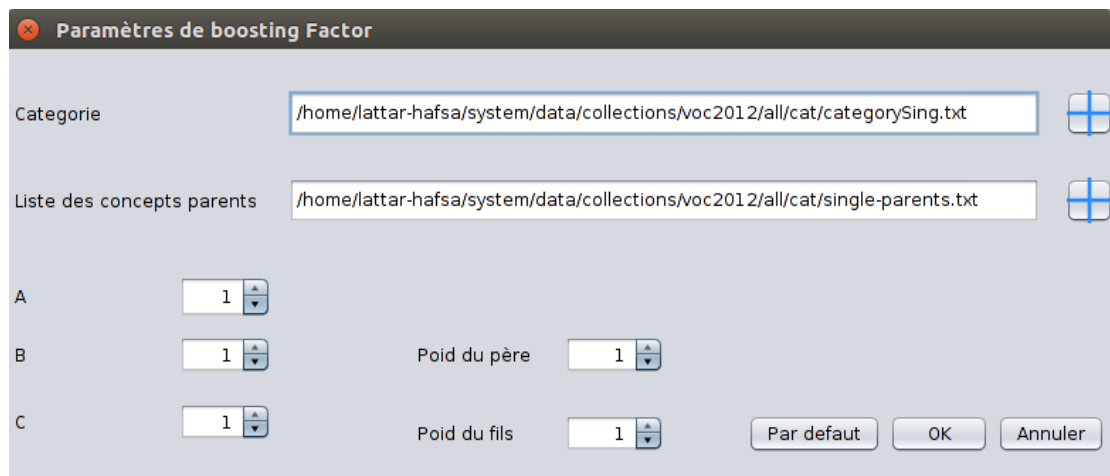 Paramètres de boosting Factor
Categorie /home/lattar-hafsa/system/data/collections/voc2012/all/cat/categorySing.txt
Liste des concepts parents /home/lattar-hafsa/system/data/collections/voc2012/all/cat/single-parents.txt
A 1
B 1 Poid du père 1
C 1 Poid du fils 1 Par defaut OK Annuler